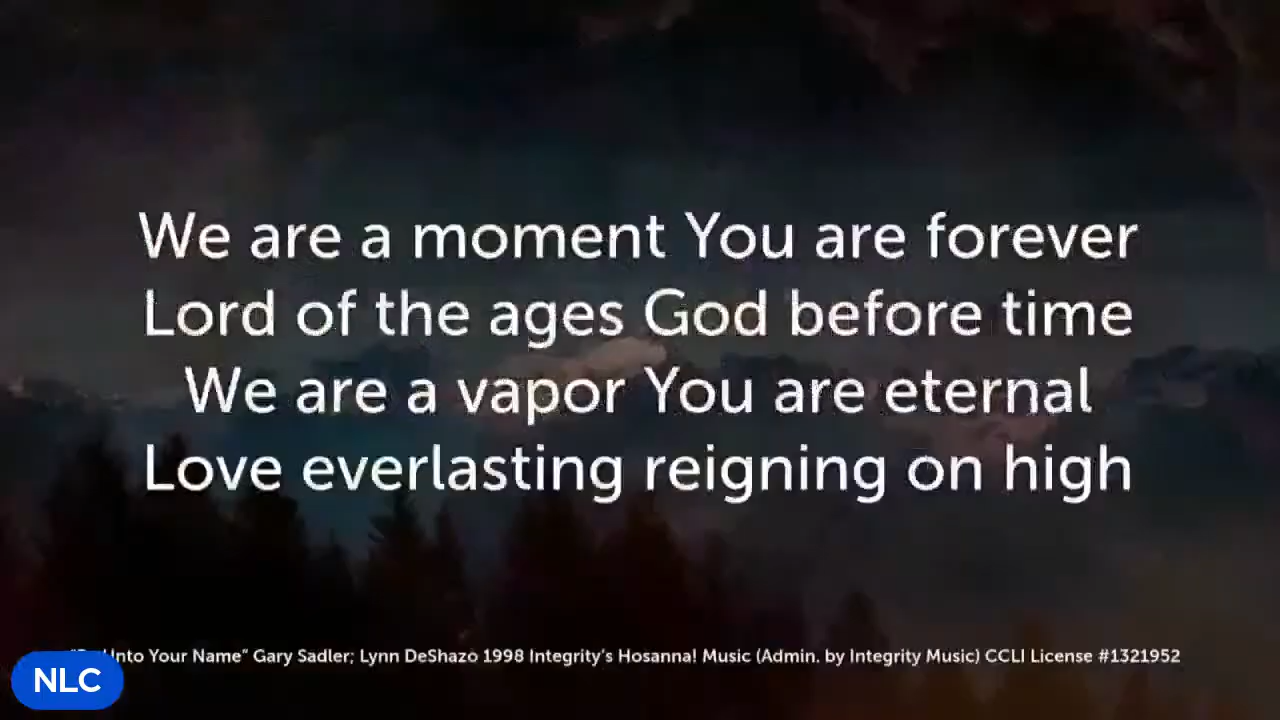 We are a moment You are forever
Lord of the ages God before time
We are a vapor You are eternal
Love everlasting reigning on high
Unto Your Name” Gary Sadler; Lynn DeShazo 1998 Integrity’s Hosanna! Music (Admin. by Integrity Music) CCLI License #1321952
NLC